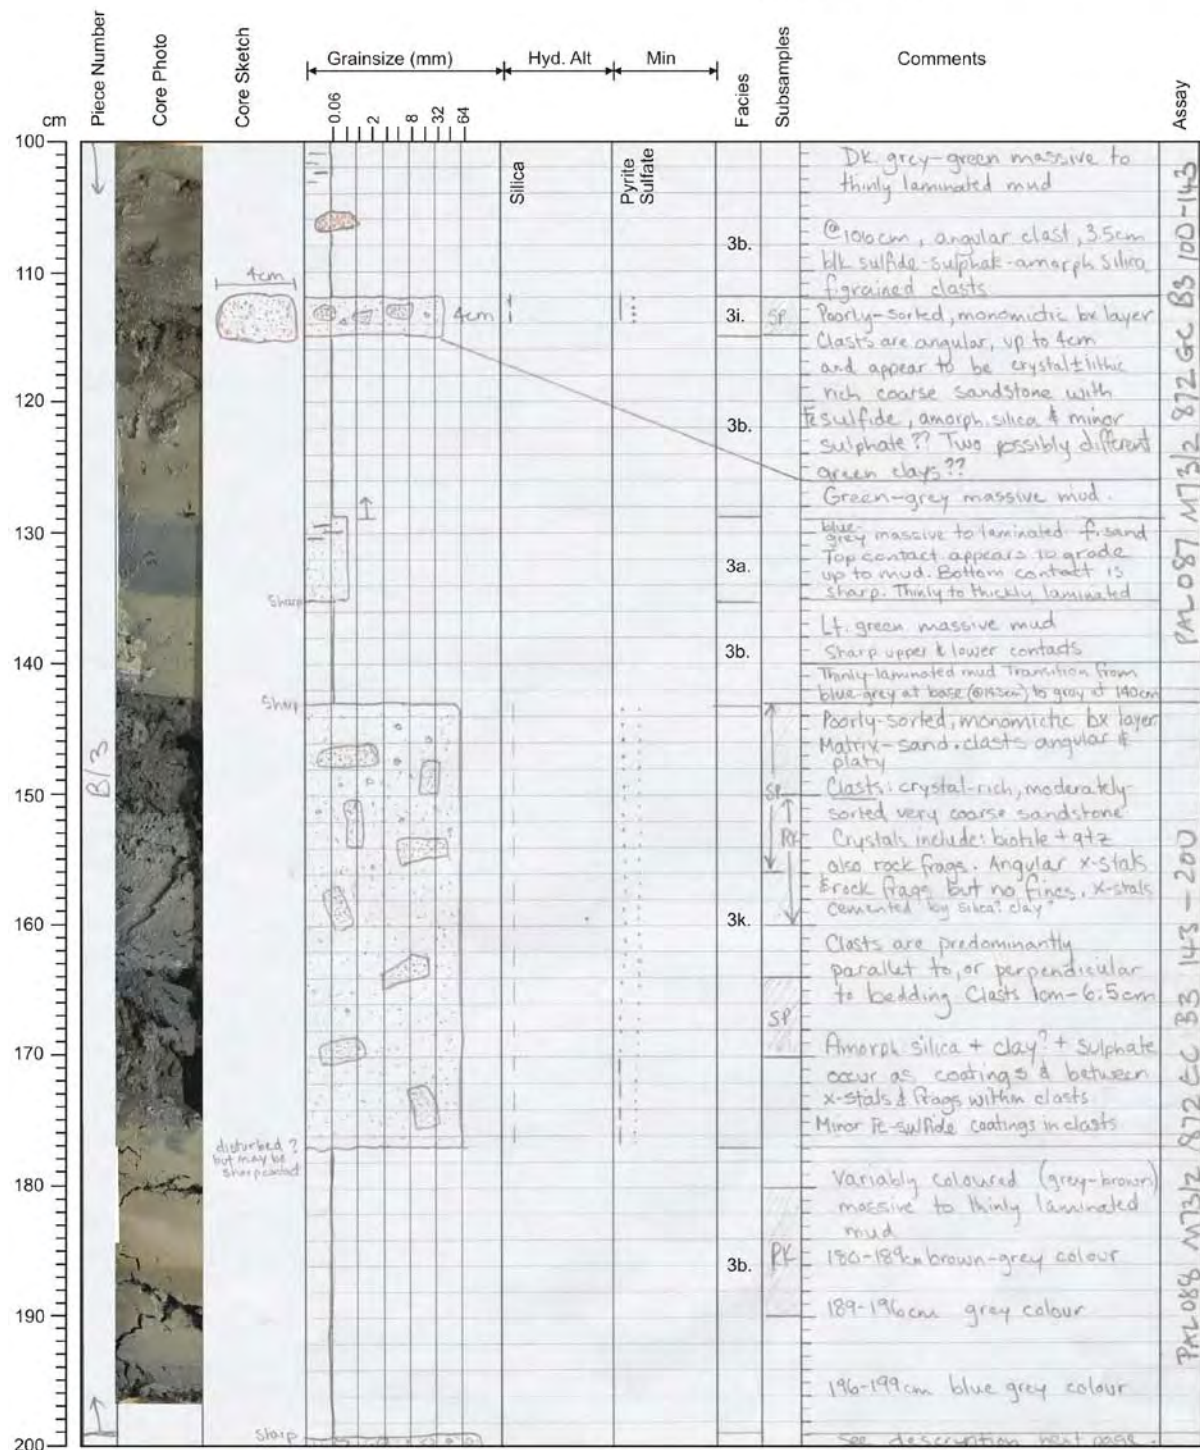 cm
Piece Number
Core Photo
Core Sketch
Grainsize (mm)
0.06
2
8
32
64
Hyd. Alt
Min
Facies
Subsamples
Comments
Assay
Silica
Pyrite
Sulfate
100
110
120
130
140
150
160
170
180
190
200
B/3
4cm
4cm
Sharp
Sharp
disturbed?
but may be
sharp contact
Sharp
3b.
3i.
3b.
3a.
3b.
3k.
3b.
SP
SP
RK
SP
RK
Dk. grey-green massive to
thinly laminated mud
@106cm, angular clast, 3.5cm
blk sulfide-sulphate-amorph silica
f.grained clasts
Poorly-sorted, monomictic bx layer
Clasts are angular, up to 4cm
and appear to be crystal±lithic
rich coarse sandstone with
Fe sulfide, amorph. silica & minor
sulphate?? Two possibly different
green clays??
Green-grey massive mud.
blue-
grey massive to laminated f.sand
Top contact appears to grade
up to mud. Bottom contact is
sharp. Thinly to thickly laminated
Lt. green massive mud
Sharp upper & lower contacts
Thinly-laminated mud Transition from
blue-grey at base (@143cm) to gray at 140cm
Poorly-sorted, monomictic bx layer
Matrix-sand. clasts angular &
platy
Clasts: crystal-rich, moderately-
sorted very coarse sandstone
Crystals include: biotite + qtz
also rock frags. Angular x-stals
& rock frags but no fines. x-stals
cemented by silica? clay?
Clasts are predominantly
parallel to, or perpendicular
to bedding Clasts 1cm-6.5cm
Amorph silica + clay? + sulphate
occur as coatings & between
x-stals & frags within clasts
Minor Fe-sulfide coatings in clasts
Variably coloured (grey-brown)
massive to thinly laminated
mud
180-189cm brown-grey colour
189-196cm grey colour
196-199cm blue grey colour
See description next page.
PAL087 M73/2 872 GC B3 100-143
PAL088 M73/2 872 GC B3 143-200